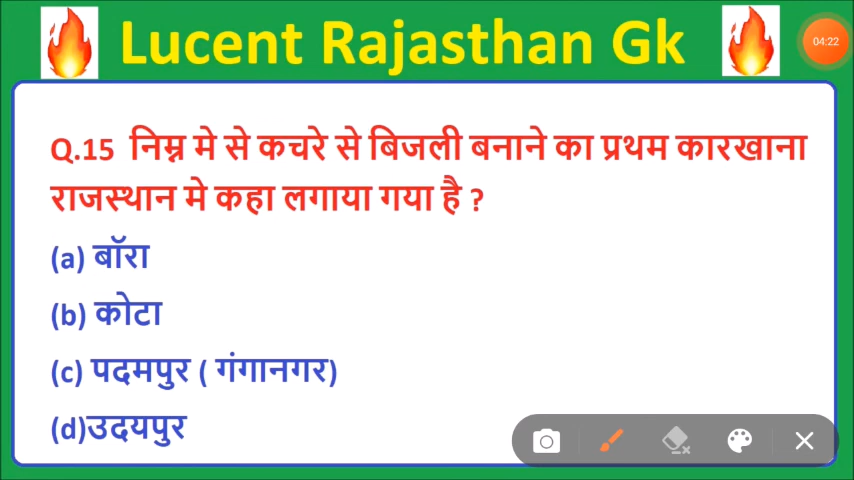 Lucent Rajasthan Gk
04:22
Q.15 निम्न मे से कचरे से बिजली बनाने का प्रथम कारखाना
राजस्थान मे कहा लगाया गया है ?
(a) बॉरा
(b) कोटा
(c) पदमपुर ( गंगानगर)
(d)उदयपुर